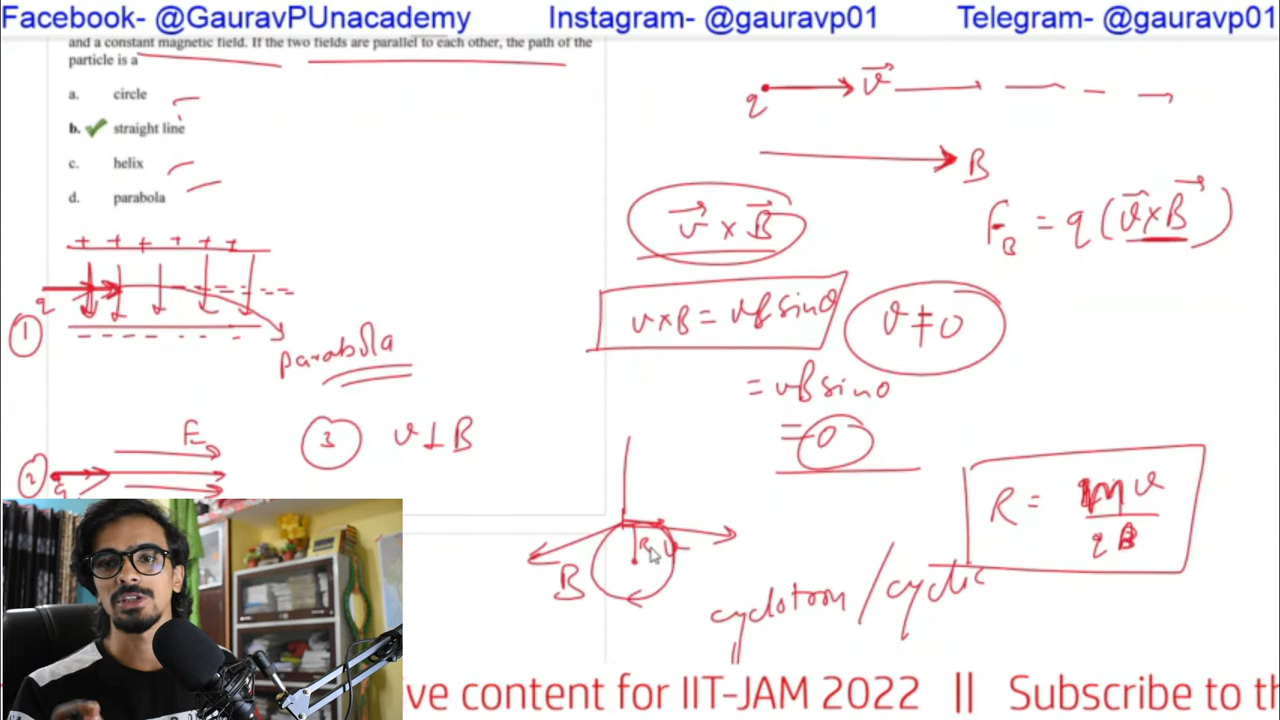 Facebook- @GauravPUnacademy Instagram- @gauravp01 Telegram- @gauravp01
and a constant magnetic field. If the two fields are parallel to each other, the path of the
particle is a
a. circle
b. straight line
c. helix
d. parabola
+ + + + + +
q
①
- - - - - - -
parabola
②
q
E
③ v ⊥ B
q v
B
v × B
F_B = q (v × B)
v×B = vB sinθ
v ≠ 0
= vB sin0
= 0
R = mv
qB
B
R
v
cyclotron / cyclic
ve content for IIT-JAM 2022 || Subscribe to th